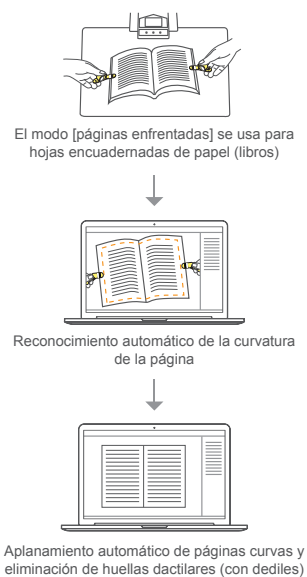 El modo [páginas enfrentadas] se usa para
hojas encuadernadas de papel (libros)
Reconocimiento automático de la curvatura
de la página
Aplanamiento automático de páginas curvas y
eliminación de huellas dactilares (con dediles)